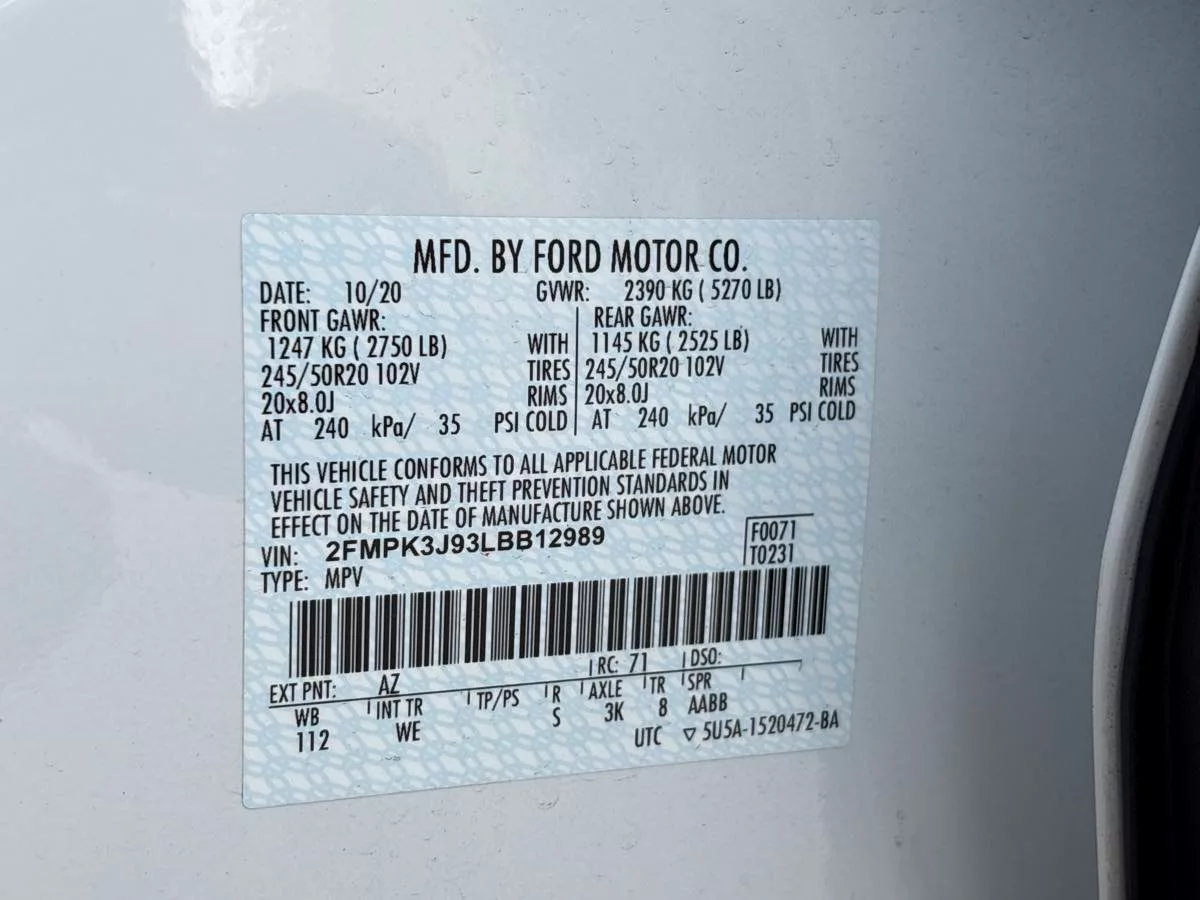 MFD. BY FORD MOTOR CO.
DATE: 10/20 GVWR: 2390 KG ( 5270 LB)
FRONT GAWR: REAR GAWR:
1247 KG ( 2750 LB) WITH 1145 KG ( 2525 LB) WITH
245/50R20 102V TIRES 245/50R20 102V TIRES
20x8.0J RIMS 20x8.0J RIMS
AT 240 kPa/ 35 PSI COLD AT 240 kPa/ 35 PSI COLD
THIS VEHICLE CONFORMS TO ALL APPLICABLE FEDERAL MOTOR
VEHICLE SAFETY AND THEFT PREVENTION STANDARDS IN
EFFECT ON THE DATE OF MANUFACTURE SHOWN ABOVE.
VIN: 2FMPK3J93LBB12989 F0071
TYPE: MPV T0231
RC: 71 DSO:
EXT PNT: AZ
WB INT TR TP/PS R AXLE TR SPR
112 WE S 3K 8 AABB
UTC ▽ 5U5A-1520472-BA